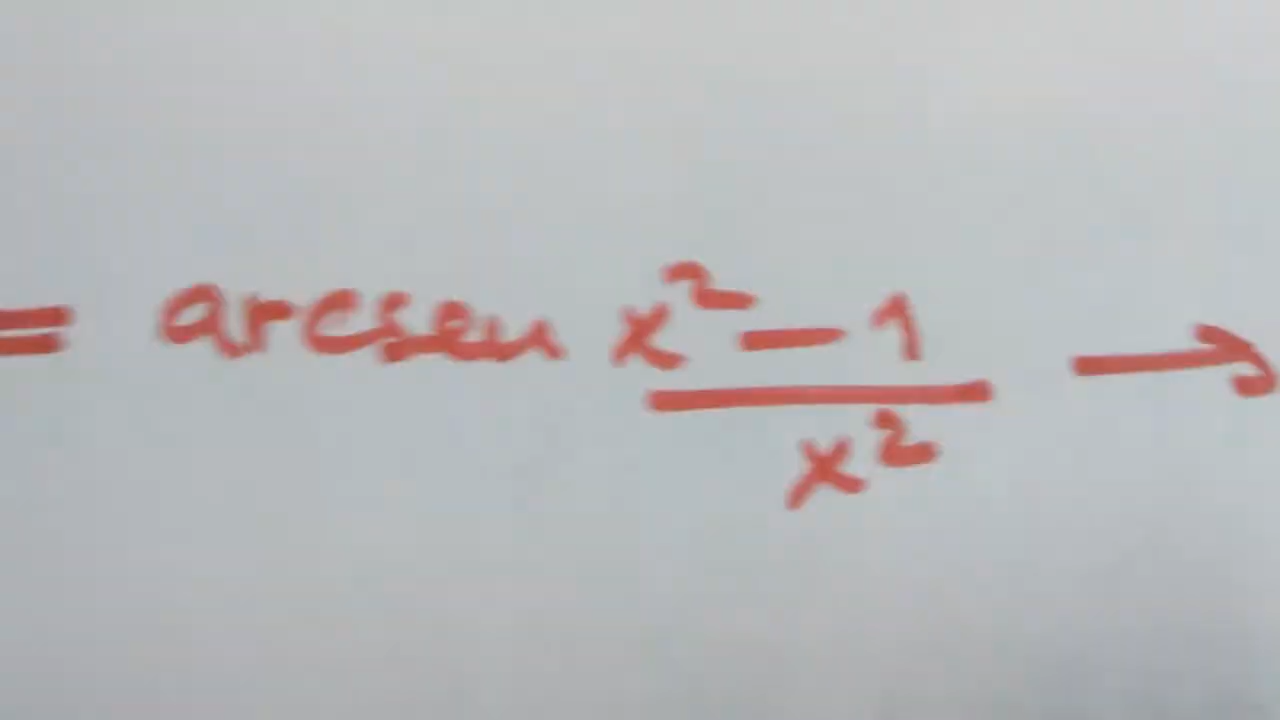 = arcsen x² - 1 →
x²